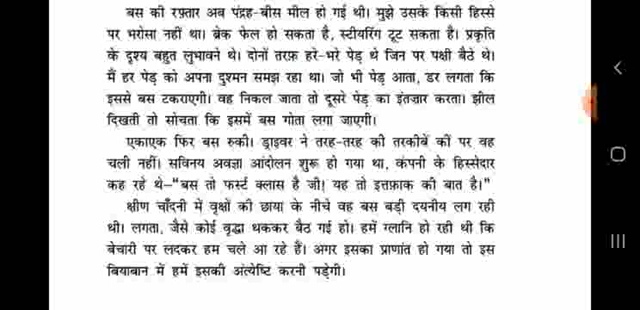 बस की रफ़्तार अब पंद्रह-बीस मील हो गई थी। मुझे उसके किसी हिस्से
पर भरोसा नहीं था। ब्रेक फेल हो सकता है, स्टीयरिंग टूट सकता है। प्रकृति
के दृश्य बहुत लुभावने थे। दोनों तरफ़ हरे-भरे पेड़ थे जिन पर पक्षी बैठे थे।
मैं हर पेड़ को अपना दुश्मन समझ रहा था। जो भी पेड़ आता, डर लगता कि
इससे बस टकराएगी। वह निकल जाता तो दूसरे पेड़ का इंतज़ार करता। झील
दिखती तो सोचता कि इसमें बस गोता लगा जाएगी।
एकाएक फिर बस रुकी। ड्राइवर ने तरह-तरह की तरकीबें कीं पर वह
चली नहीं। सविनय अवज्ञा आंदोलन शुरू हो गया था, कंपनी के हिस्सेदार
कह रहे थे–"बस तो फर्स्ट क्लास है जी! यह तो इत्तफ़ाक की बात है।"
क्षीण चाँदनी में वृक्षों की छाया के नीचे वह बस बड़ी दयनीय लग रही
थी। लगता, जैसे कोई वृद्धा थककर बैठ गई हो। हमें ग्लानि हो रही थी कि
बेचारी पर लदकर हम चले आ रहे हैं। अगर इसका प्राणांत हो गया तो इस
बियाबान में हमें इसकी अंत्येष्टि करनी पड़ेगी।